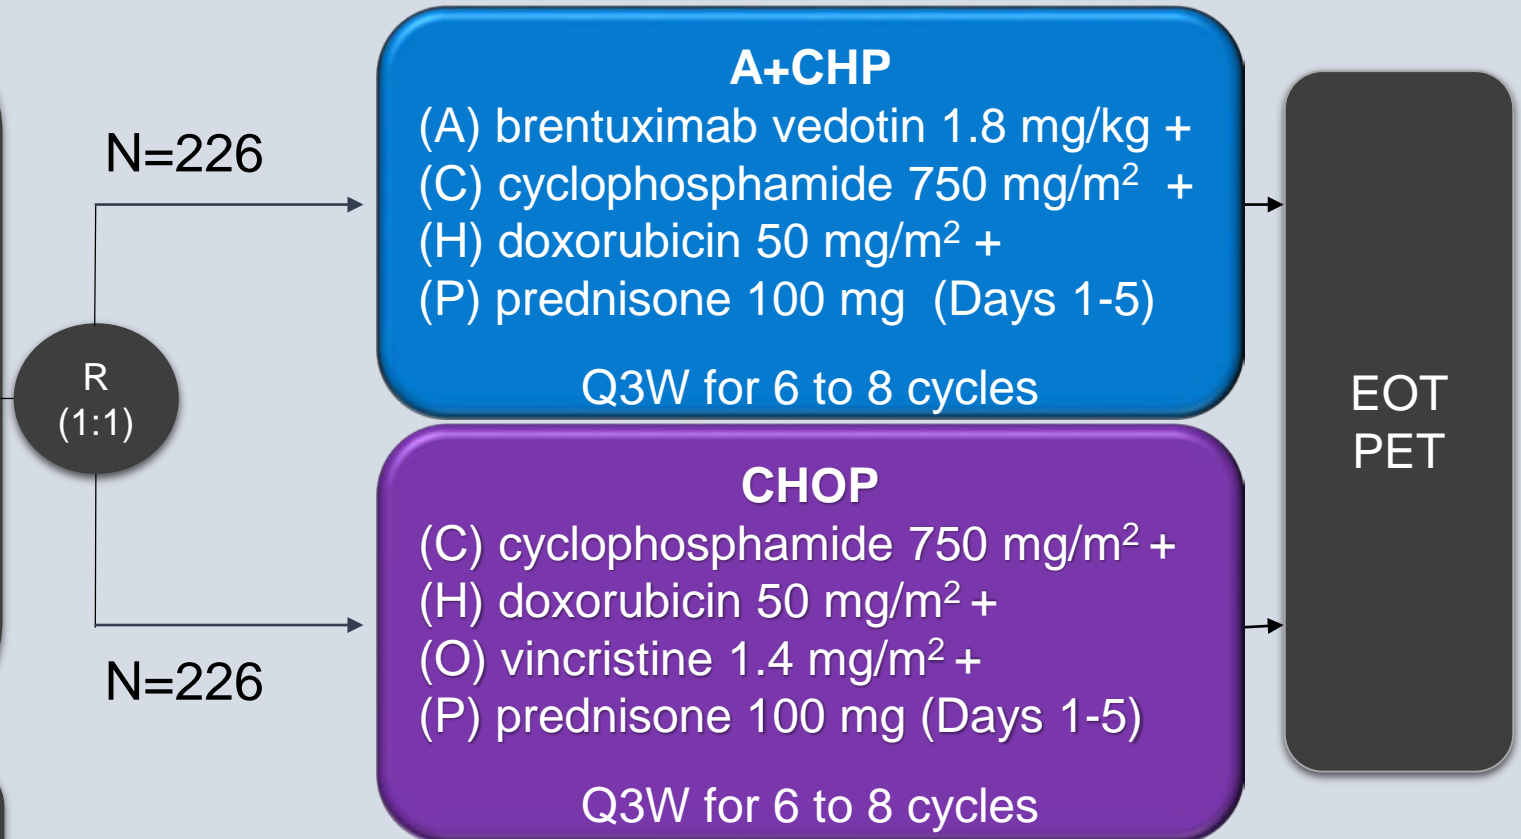 N=226
R
(1:1)
N=226
A+CHP
(A) brentuximab vedotin 1.8 mg/kg +
(C) cyclophosphamide 750 mg/m² +
(H) doxorubicin 50 mg/m² +
(P) prednisone 100 mg (Days 1-5)
Q3W for 6 to 8 cycles
CHOP
(C) cyclophosphamide 750 mg/m² +
(H) doxorubicin 50 mg/m² +
(O) vincristine 1.4 mg/m² +
(P) prednisone 100 mg (Days 1-5)
Q3W for 6 to 8 cycles
EOT
PET